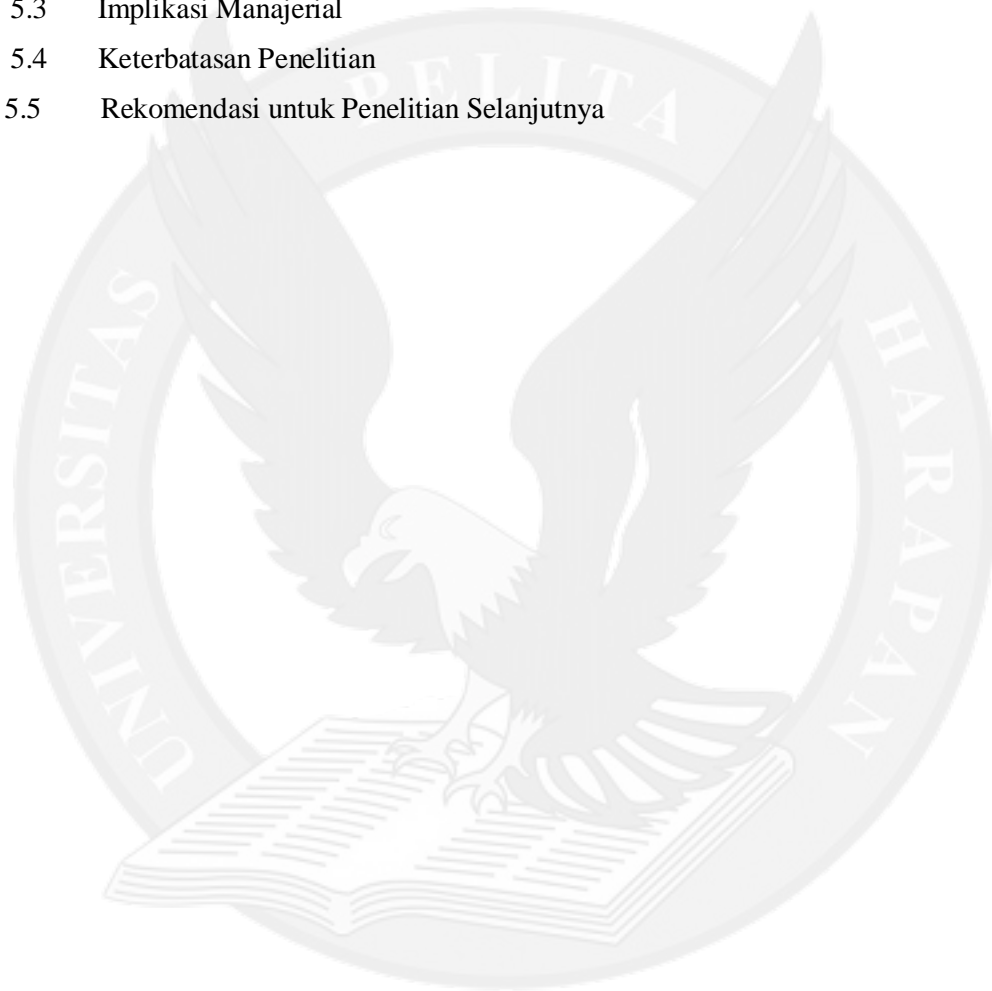 5.3 Implikasi Manajerial
5.4 Keterbatasan Penelitian
5.5 Rekomendasi untuk Penelitian Selanjutnya
UNIVERSITAS PELITA HARAPAN